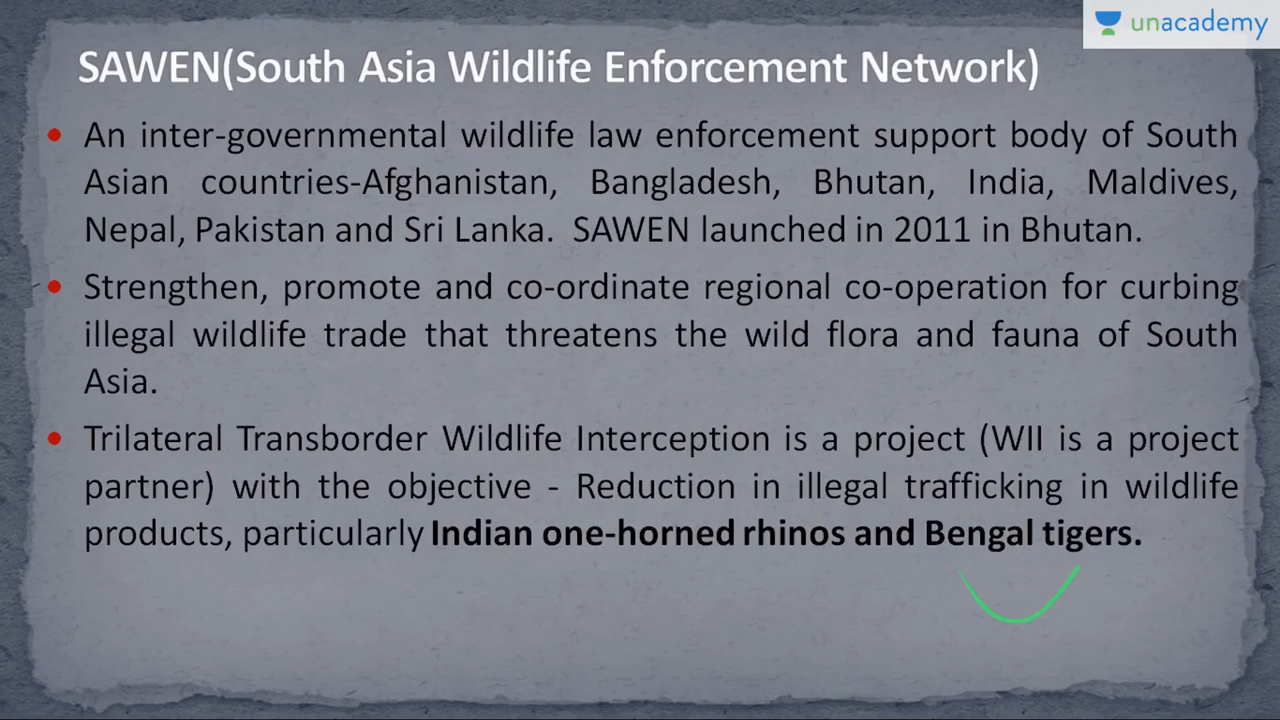 unacademy
SAWEN(South Asia Wildlife Enforcement Network)
• An inter-governmental wildlife law enforcement support body of South
Asian countries-Afghanistan, Bangladesh, Bhutan, India, Maldives,
Nepal, Pakistan and Sri Lanka. SAWEN launched in 2011 in Bhutan.
• Strengthen, promote and co-ordinate regional co-operation for curbing
illegal wildlife trade that threatens the wild flora and fauna of South
Asia.
• Trilateral Transborder Wildlife Interception is a project (WII is a project
partner) with the objective - Reduction in illegal trafficking in wildlife
products, particularly Indian one-horned rhinos and Bengal tigers.